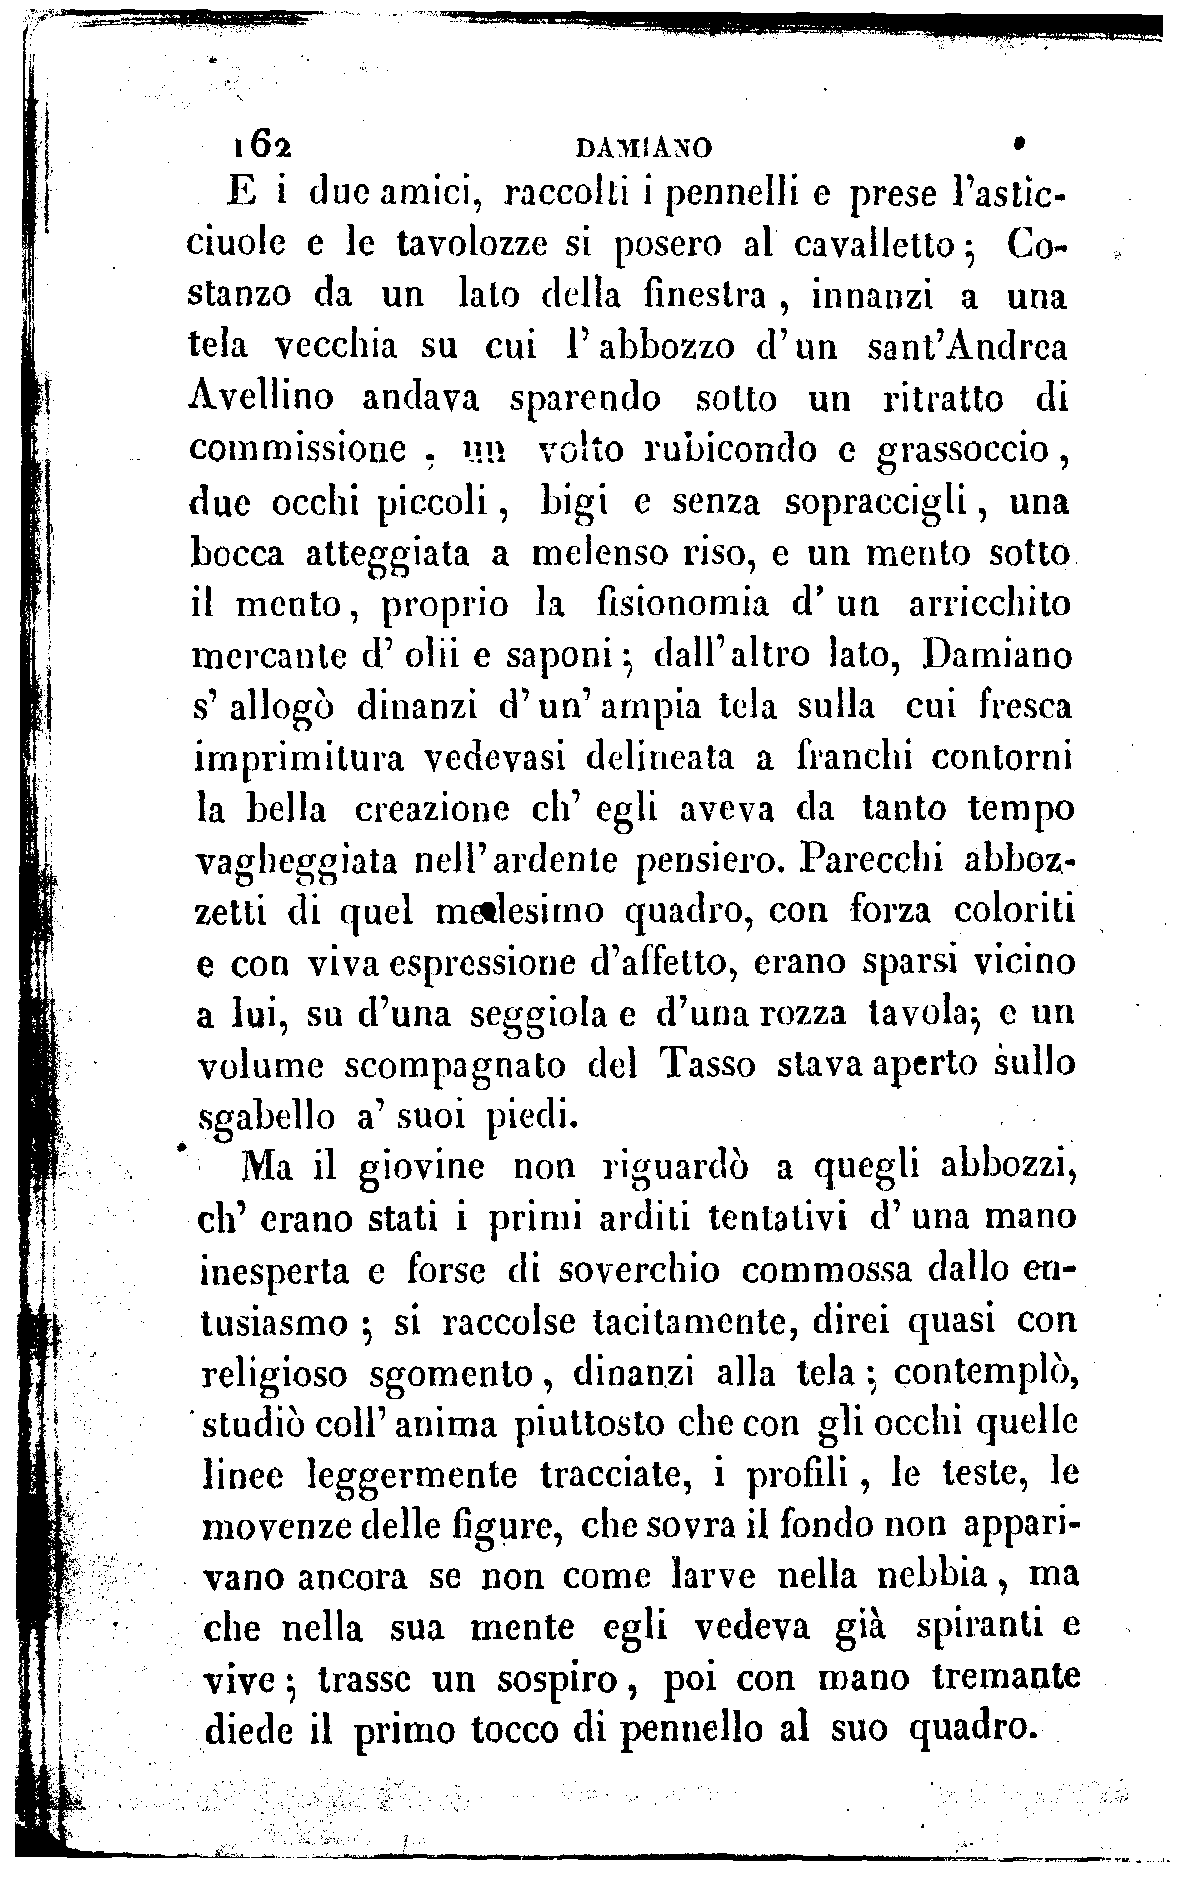 162 DAMIANO
E i due amici, raccolti i pennelli e prese l'astic-
ciuole e le tavolozze si posero al cavalletto; Co-
stanzo da un lato della finestra, innanzi a una
tela vecchia su cui l'abbozzo d'un sant'Andrea
Avellino andava sparendo sotto un ritratto di
commissione; un volto rubicondo e grassoccio,
due occhi piccoli, bigi e senza sopraccigli, una
bocca atteggiata a melenso riso, e un mento sotto
il mento, proprio la fisionomia d'un arricchito
mercante d'olii e saponi; dall'altro lato, Damiano
s'allogò dinanzi d'un'ampia tela sulla cui fresca
imprimitura vedevasi delineata a franchi contorni
la bella creazione ch'egli aveva da tanto tempo
vagheggiata nell'ardente pensiero. Parecchi abboz-
zetti di quel medesimo quadro, con forza coloriti
e con viva espressione d'affetto, erano sparsi vicino
a lui, su d'una seggiola e d'una rozza tavola; e un
volume scompagnato del Tasso stava aperto sullo
sgabello a' suoi piedi.
Ma il giovine non riguardò a quegli abbozzi,
ch'erano stati i primi arditi tentativi d'una mano
inesperta e forse di soverchio commossa dallo en-
tusiasmo; si raccolse tacitamente, direi quasi con
religioso sgomento, dinanzi alla tela; contemplò,
studiò coll'anima piuttosto che con gli occhi quelle
linee leggermente tracciate, i profili, le teste, le
movenze delle figure, che sovra il fondo non appari-
vano ancora se non come larve nella nebbia, ma
che nella sua mente egli vedeva già spiranti e
vive; trasse un sospiro, poi con mano tremante
diede il primo tocco di pennello al suo quadro.